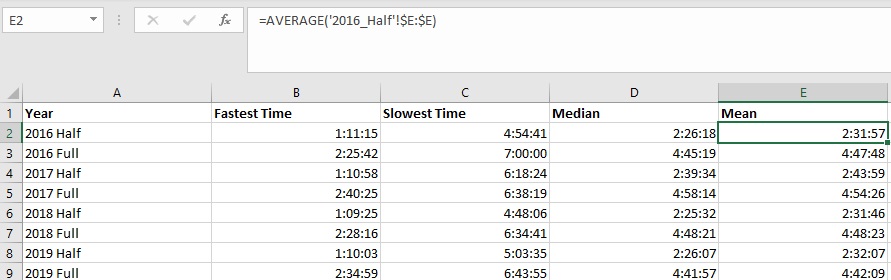 E2 fx =AVERAGE('2016_Half'!$E:$E)
A B C D E
1 Year Fastest Time Slowest Time Median Mean
2 2016 Half 1:11:15 4:54:41 2:26:18 2:31:57
3 2016 Full 2:25:42 7:00:00 4:45:19 4:47:48
4 2017 Half 1:10:58 6:18:24 2:39:34 2:43:59
5 2017 Full 2:40:25 6:38:19 4:58:14 4:54:26
6 2018 Half 1:09:25 4:48:06 2:25:32 2:31:46
7 2018 Full 2:28:16 6:34:41 4:48:21 4:48:23
8 2019 Half 1:10:03 5:03:35 2:26:07 2:32:07
9 2019 Full 2:34:59 6:43:55 4:41:57 4:42:09